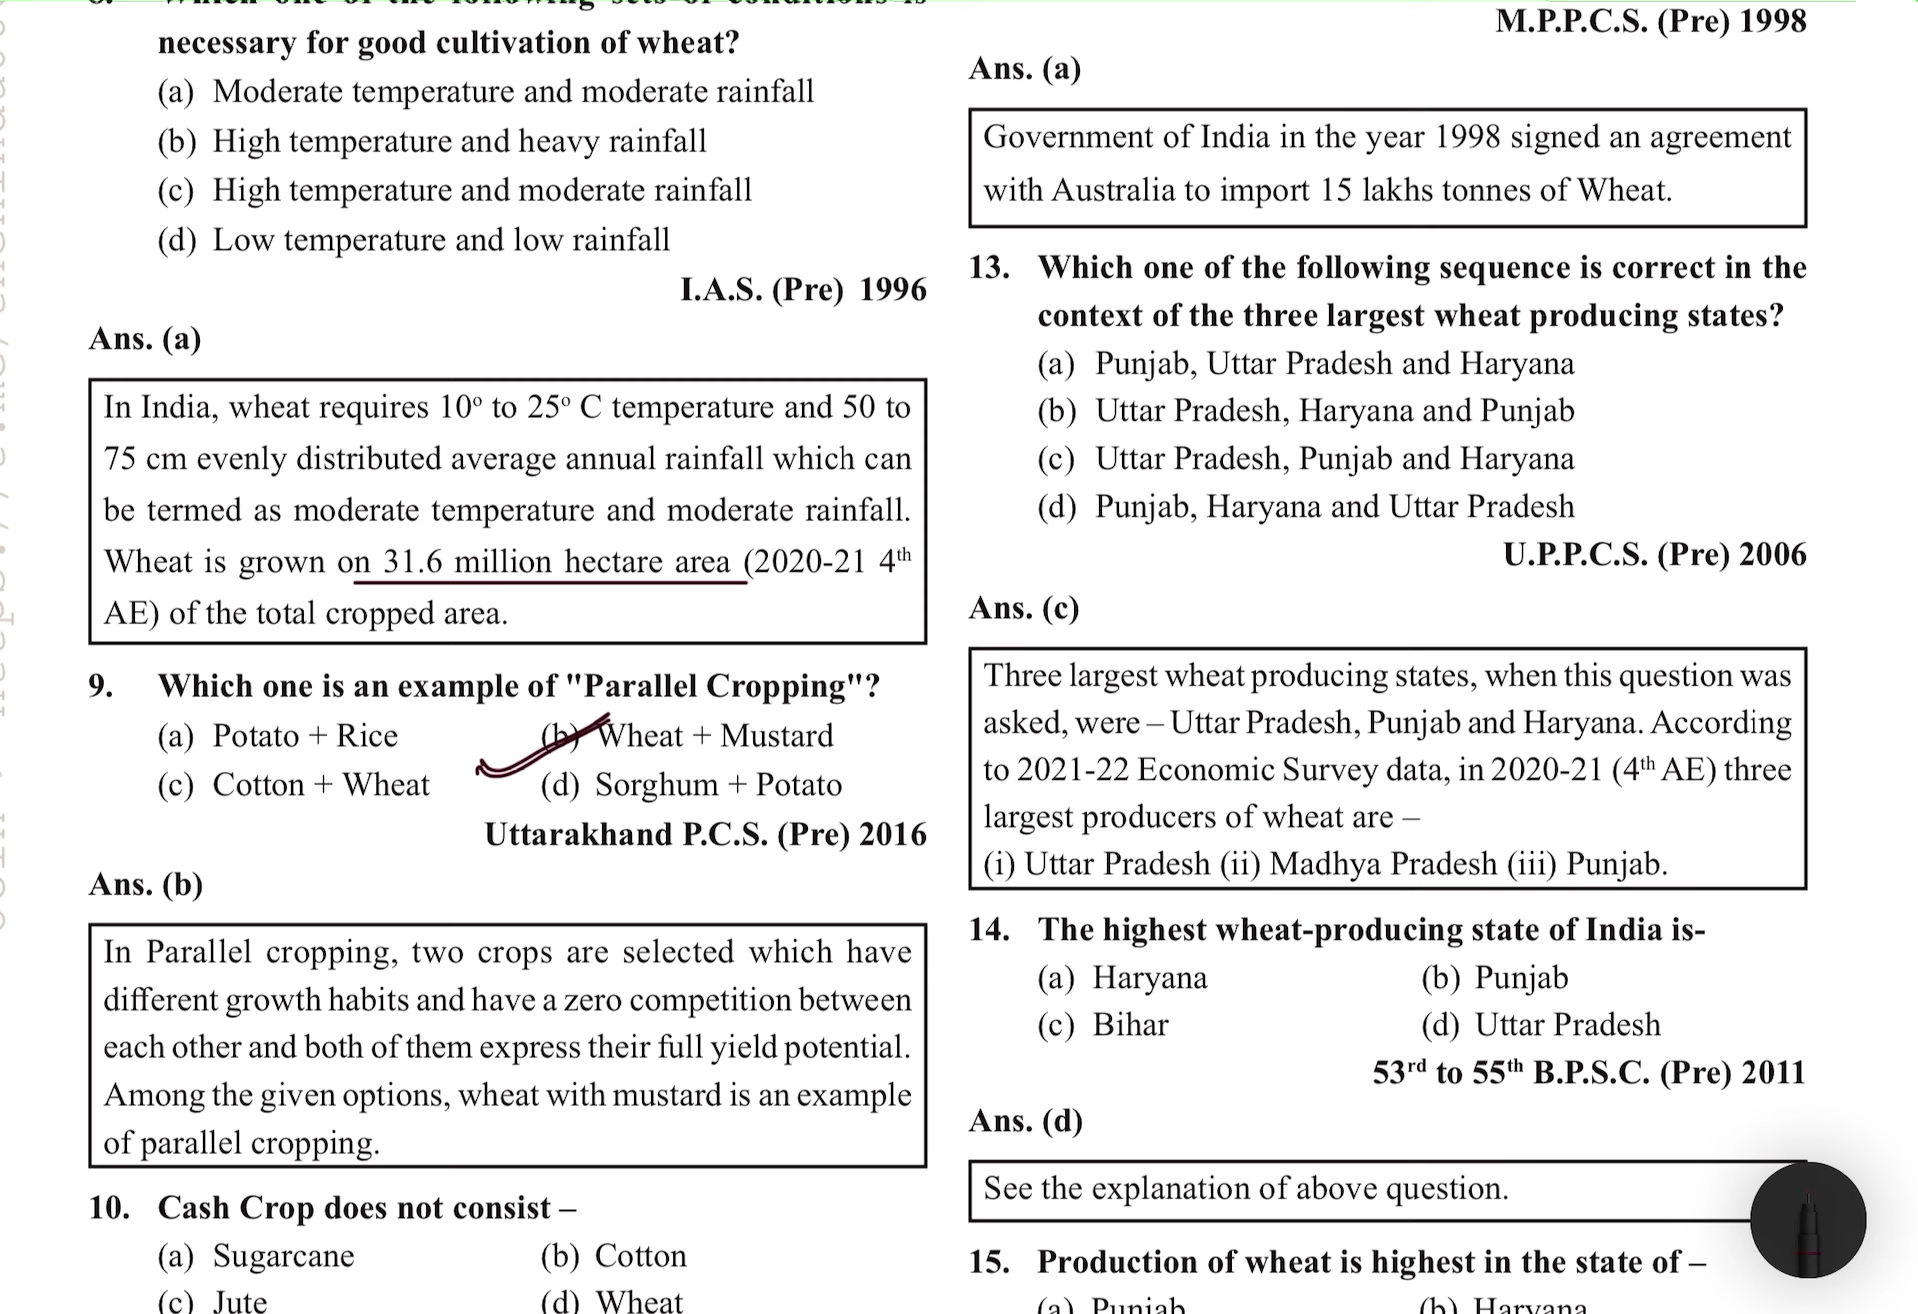 necessary for good cultivation of wheat?
(a) Moderate temperature and moderate rainfall
(b) High temperature and heavy rainfall
(c) High temperature and moderate rainfall
(d) Low temperature and low rainfall
I.A.S. (Pre) 1996
Ans. (a)
In India, wheat requires 10º to 25º C temperature and 50 to
75 cm evenly distributed average annual rainfall which can
be termed as moderate temperature and moderate rainfall.
Wheat is grown on 31.6 million hectare area (2020-21 4th
AE) of the total cropped area.
9. Which one is an example of "Parallel Cropping"?
(a) Potato + Rice (b) Wheat + Mustard
(c) Cotton + Wheat (d) Sorghum + Potato
Uttarakhand P.C.S. (Pre) 2016
Ans. (b)
In Parallel cropping, two crops are selected which have
different growth habits and have a zero competition between
each other and both of them express their full yield potential.
Among the given options, wheat with mustard is an example
of parallel cropping.
10. Cash Crop does not consist –
(a) Sugarcane (b) Cotton
(c) Jute (d) Wheat
M.P.P.C.S. (Pre) 1998
Ans. (a)
Government of India in the year 1998 signed an agreement
with Australia to import 15 lakhs tonnes of Wheat.
13. Which one of the following sequence is correct in the
context of the three largest wheat producing states?
(a) Punjab, Uttar Pradesh and Haryana
(b) Uttar Pradesh, Haryana and Punjab
(c) Uttar Pradesh, Punjab and Haryana
(d) Punjab, Haryana and Uttar Pradesh
U.P.P.C.S. (Pre) 2006
Ans. (c)
Three largest wheat producing states, when this question was
asked, were – Uttar Pradesh, Punjab and Haryana. According
to 2021-22 Economic Survey data, in 2020-21 (4th AE) three
largest producers of wheat are –
(i) Uttar Pradesh (ii) Madhya Pradesh (iii) Punjab.
14. The highest wheat-producing state of India is-
(a) Haryana (b) Punjab
(c) Bihar (d) Uttar Pradesh
53rd to 55th B.P.S.C. (Pre) 2011
Ans. (d)
See the explanation of above question.
15. Production of wheat is highest in the state of –
(a) Punjab (b) Haryana